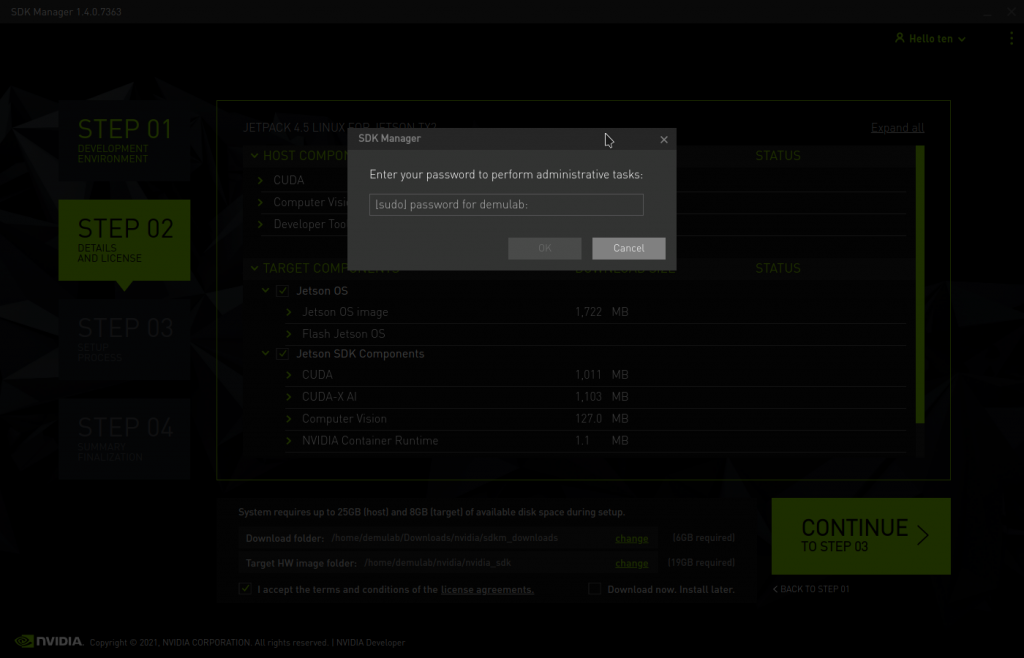 SDK Manager 1.4.0.7363
Hello ten
STEP 01
DEVELOPMENT
ENVIRONMENT
STEP 02
DETAILS
AND LICENSE
STEP 03
SETUP
PROCESS
STEP 04
SUMMARY
FINALIZATION
JETPACK 4.5 LINUX FOR JETSON TX2
Expand all
SDK Manager
Enter your password to perform administrative tasks:
[sudo] password for demulab:
OK
Cancel
HOST COMPON
STATUS
CUDA
Computer Visi
Developer Too
TARGET COMPONENTS
DOWNLOAD SIZE
STATUS
Jetson OS
Jetson OS image 1,722 MB
Flash Jetson OS
Jetson SDK Components
CUDA 1,011 MB
CUDA-X AI 1,103 MB
Computer Vision 127.0 MB
NVIDIA Container Runtime 1.1 MB
System requires up to 25GB (host) and 8GB (target) of available disk space during setup.
Download folder: /home/demulab/Downloads/nvidia/sdkm_downloads change (6GB required)
Target HW image folder: /home/demulab/nvidia/nvidia_sdk change (19GB required)
I accept the terms and conditions of the license agreements.
Download now. Install later.
CONTINUE
TO STEP 03
BACK TO STEP 01
NVIDIA. Copyright © 2021, NVIDIA CORPORATION. All rights reserved. | NVIDIA Developer